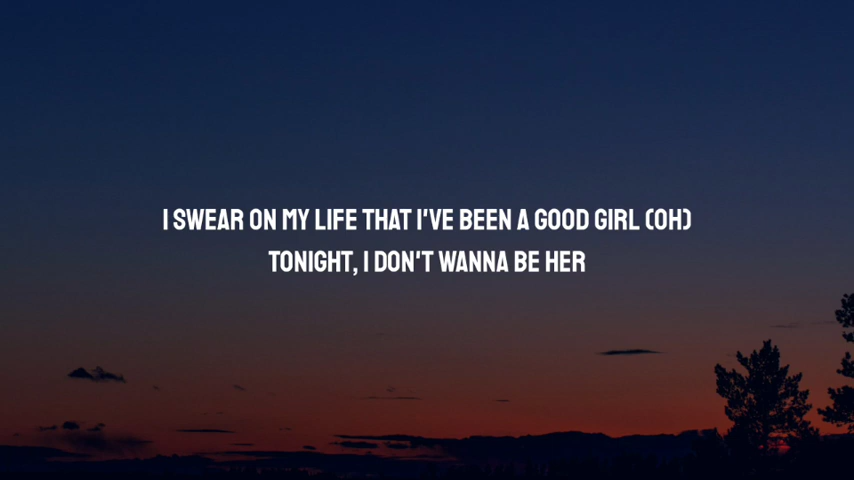 I SWEAR ON MY LIFE THAT I'VE BEEN A GOOD GIRL (OH)
TONIGHT, I DON'T WANNA BE HER